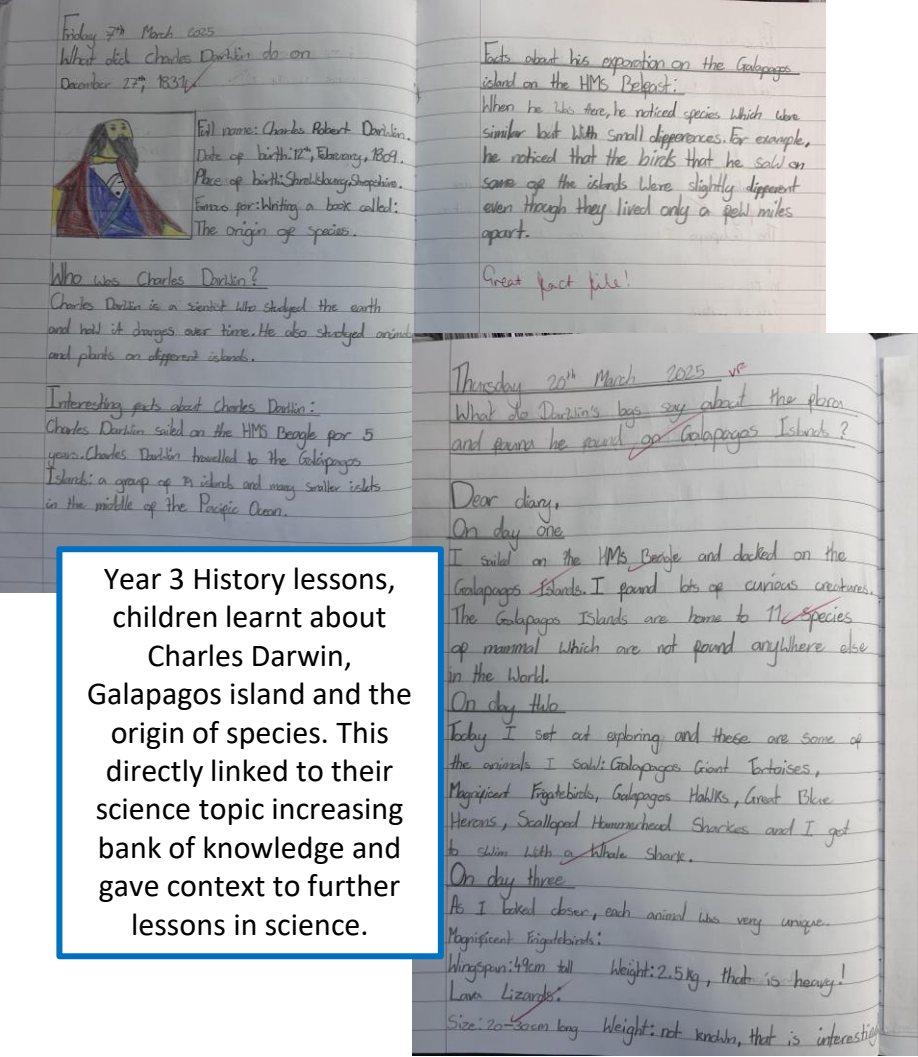 Friday 7th March 2025
What did Charles Darwin do on
December 27th, 1831
Full name: Charles Robert Darwin.
Date of birth: 12th, February, 1809.
Place of birth: Shrewsbury, Shropshire.
Famous for: Writing a book called:
The origin of species.
Who was Charles Darwin?
Charles Darwin is a scientist who studyed the earth
and how it changes over time. He also studyed animals
and plants on different islands.
Interesting facts about Charles Darwin:
Charles Darwin sailed on the HMS Beagle for 5
years. Charles Darwin travelled to the Galápagos
Islands: a group of 19 islands and many smaller islets
in the middle of the Pacific Ocean.
Facts about his exporation on the Galapagos
island on the HMS Belfast:
When he was there, he noticed species which were
similar but with small differences. For example,
he noticed that the birds that he saw on
some of the islands were slightly different
even though they lived only a few miles
apart.
Great fact file!
Thursday 20th March 2025 VF
What do Darwin's logs say about the flora
and fauna he found on Galapagos Islands?
Dear diary,
On day one
I sailed on the HMS Beagle and docked on the
Galapagos Islands. I found lots of curious creatures.
The Galapagos Islands are home to 11 species
of mammal which are not found anywhere else
in the World.
On day two
Today I set out exploring and these are some of
the animals I saw: Galapagos Giant Tortoises,
Magnificent Frigatebirds, Galapagos Hawks, Great Blue
Herons, Scalloped Hammerhead Sharkes and I got
to swim with a Whale Shark.
On day three
As I looked closer, each animal was very unique.
Magnificent Frigatebirds:
Wingspan: 49cm tall Weight: 2.5kg, that is heavy!
Lava Lizards:
Size: 20-30cm long Weight: not known, that is interesting
Year 3 History lessons,
children learnt about
Charles Darwin,
Galapagos island and the
origin of species. This
directly linked to their
science topic increasing
bank of knowledge and
gave context to further
lessons in science.